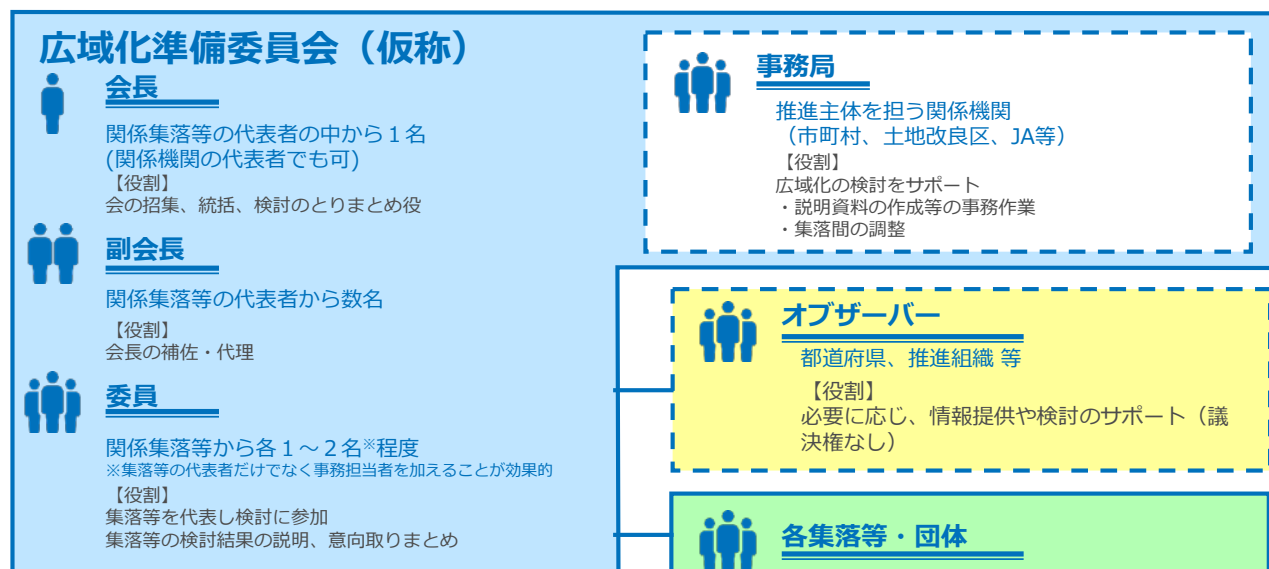 広域化準備委員会（仮称）
会長
関係集落等の代表者の中から１名
(関係機関の代表者でも可)
【役割】
会の招集、統括、検討のとりまとめ役
副会長
関係集落等の代表者から数名
【役割】
会長の補佐・代理
委員
関係集落等から各１～２名※程度
※集落等の代表者だけでなく事務担当者を加えることが効果的
【役割】
集落等を代表し検討に参加
集落等の検討結果の説明、意向取りまとめ
事務局
推進主体を担う関係機関
（市町村、土地改良区、JA等）
【役割】
広域化の検討をサポート
・説明資料の作成等の事務作業
・集落間の調整
オブザーバー
都道府県、推進組織 等
【役割】
必要に応じ、情報提供や検討のサポート（議
決権なし）
各集落等・団体